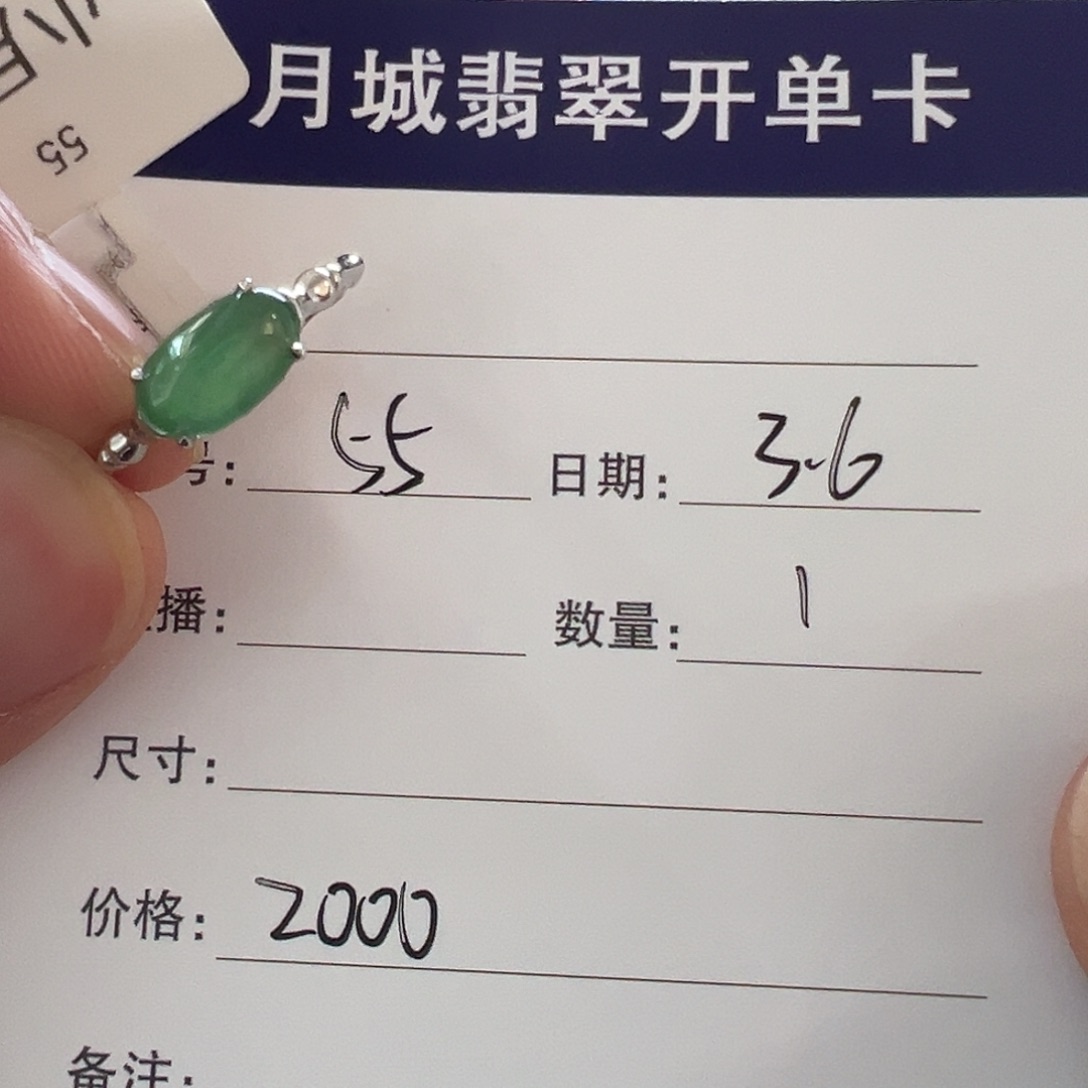 月城翡翠开单卡
55
号: 55 日期: 3.6
播: 数量: 1
尺寸:
价格: 2000
备注: